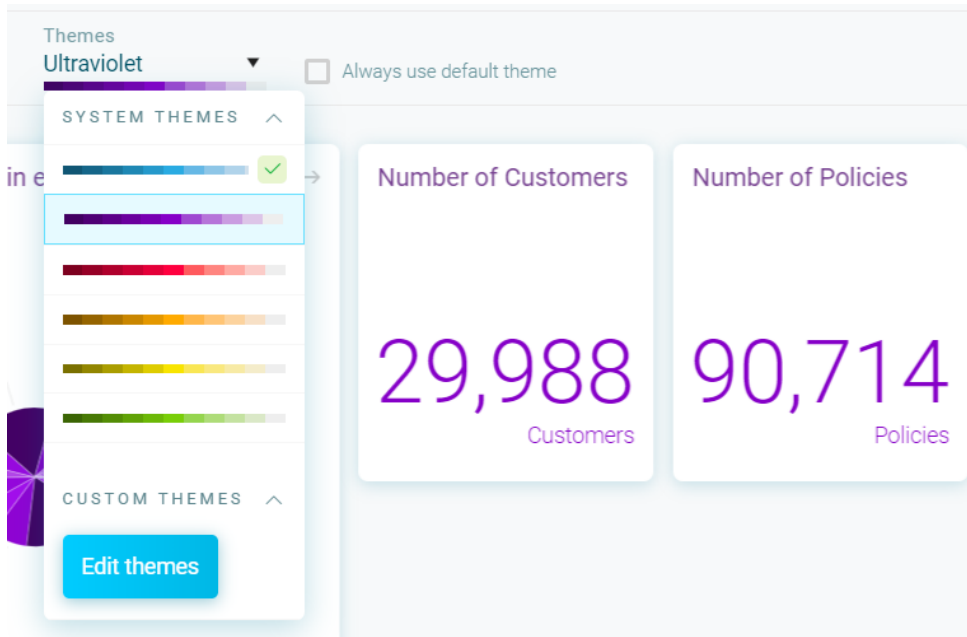 Themes
Ultraviolet
Always use default theme
SYSTEM THEMES
in e
Number of Customers
Number of Policies
29,988
90,714
Customers
Policies
CUSTOM THEMES
Edit themes